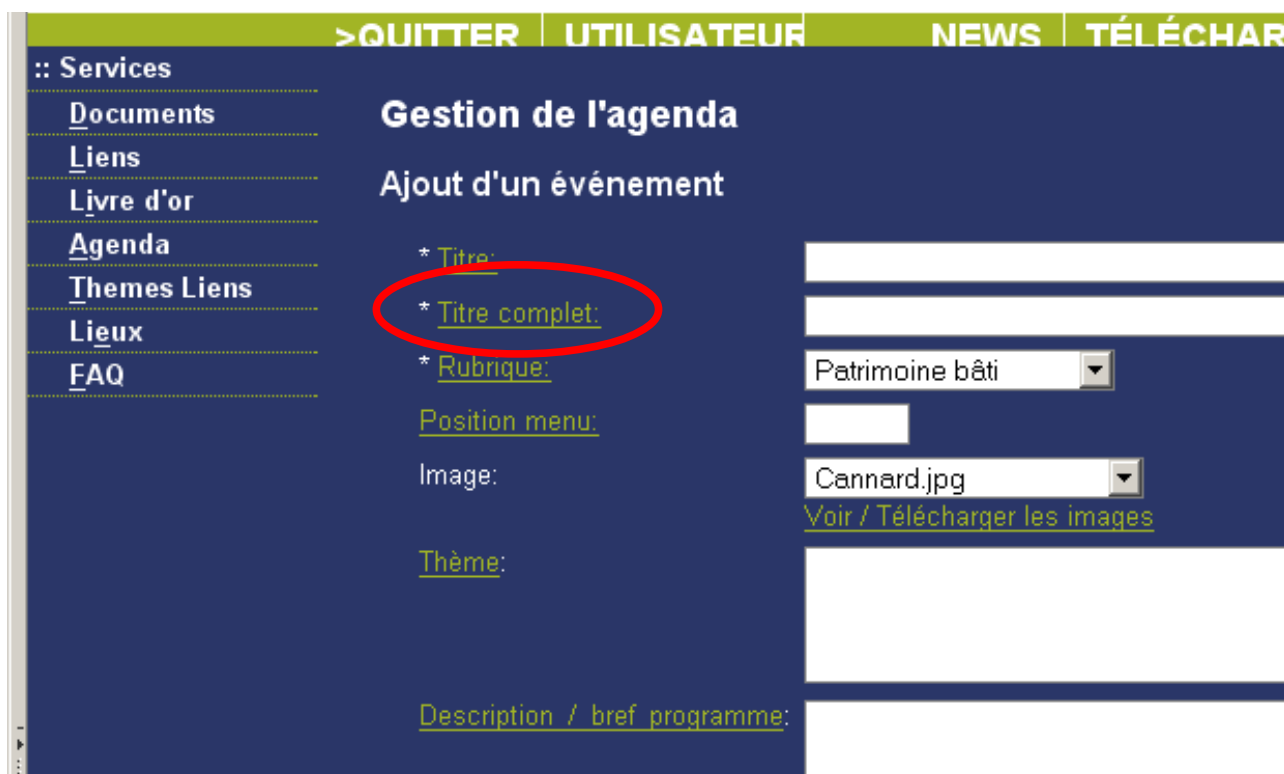 >QUITTER UTILISATEUR NEWS TÉLÉCHAR
:: Services
Documents
Liens
Livre d'or
Agenda
Themes Liens
Lieux
FAQ
Gestion de l'agenda
Ajout d'un événement
* Titre:
* Titre complet:
* Rubrique: Patrimoine bâti
Position menu:
Image: Cannard.jpg
Voir / Télécharger les images
Thème:
Description / bref programme: